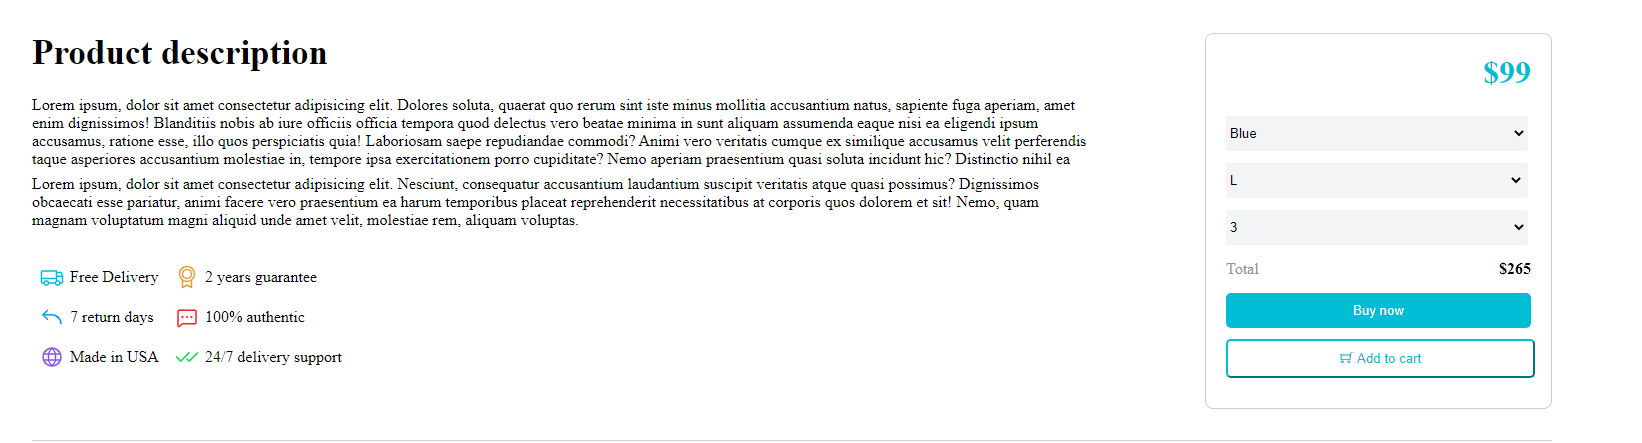 Product description
Lorem ipsum, dolor sit amet consectetur adipisicing elit. Dolores soluta, quaerat quo rerum sint iste minus mollitia accusantium natus, sapiente fuga aperiam, amet
enim dignissimos! Blanditiis nobis ab iure officiis officia tempora quod delectus vero beatae minima in sunt aliquam assumenda eaque nisi ea eligendi ipsum
accusamus, ratione esse, illo quos perspiciatis quia! Laboriosam saepe repudiandae commodi? Animi vero veritatis cumque ex similique accusamus velit perferendis
taque asperiores accusantium molestiae in, tempore ipsa exercitationem porro cupiditate? Nemo aperiam praesentium quasi soluta incidunt hic? Distinctio nihil ea
Lorem ipsum, dolor sit amet consectetur adipisicing elit. Nesciunt, consequatur accusantium laudantium suscipit veritatis atque quasi possimus? Dignissimos
obcaecati esse pariatur, animi facere vero praesentium ea harum temporibus placeat reprehenderit necessitatibus at corporis quos dolorem et sit! Nemo, quam
magnam voluptatum magni aliquid unde amet velit, molestiae rem, aliquam voluptas.
Free Delivery 2 years guarantee
7 return days 100% authentic
Made in USA 24/7 delivery support
$99
Blue
L
3
Total $265
Buy now
Add to cart